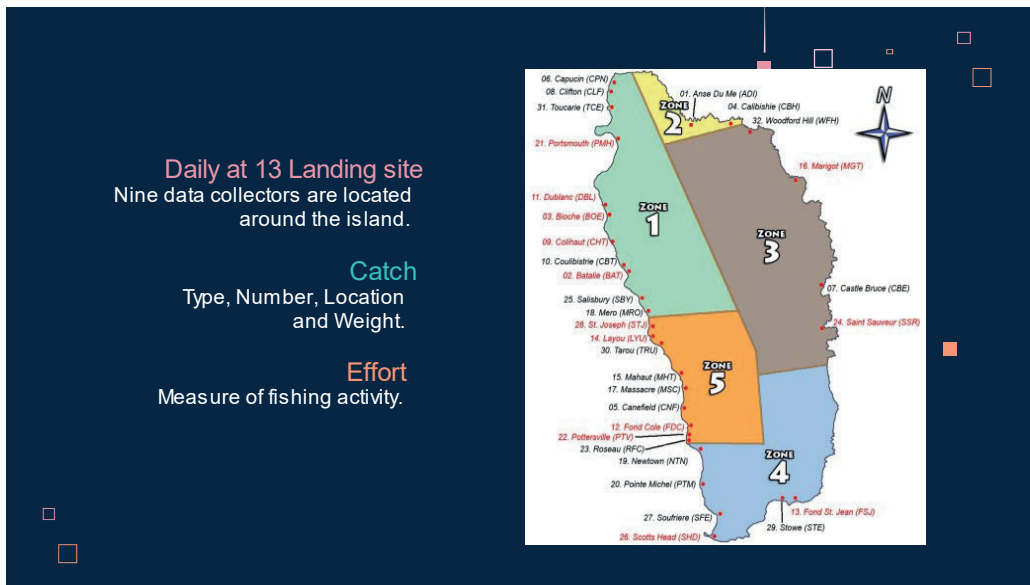 Daily at 13 Landing site
Nine data collectors are located
around the island.
Catch
Type, Number, Location
and Weight.
Effort
Measure of fishing activity.
06. Capucin (CPN)
08. Clifton (CLF)
31. Toucarie (TCE)
21. Portsmouth (PMH)
11. Dublanc (DBL)
03. Bioche (BOE)
09. Colihaut (CHT)
10. Coulibistrie (CBT)
02. Batalie (BAT)
25. Salisbury (SBY)
18. Mero (MRO)
28. St. Joseph (STJ)
14. Layou (LYU)
30. Tarou (TRU)
15. Mahaut (MHT)
17. Massacre (MSC)
05. Canefield (CNF)
12. Fond Cole (FDC)
22. Pottersville (PTV)
23. Roseau (RFC)
19. Newtown (NTN)
20. Pointe Michel (PTM)
27. Soufriere (SFE)
26. Scotts Head (SHD)
01. Anse Du Me (ADI)
04. Calibishie (CBH)
32. Woodford Hill (WFH)
16. Marigot (MGT)
07. Castle Bruce (CBE)
24. Saint Sauveur (SSR)
13. Fond St. Jean (FSJ)
29. Stowe (STE)
ZONE
2
ZONE
1
ZONE
3
ZONE
5
ZONE
4
N